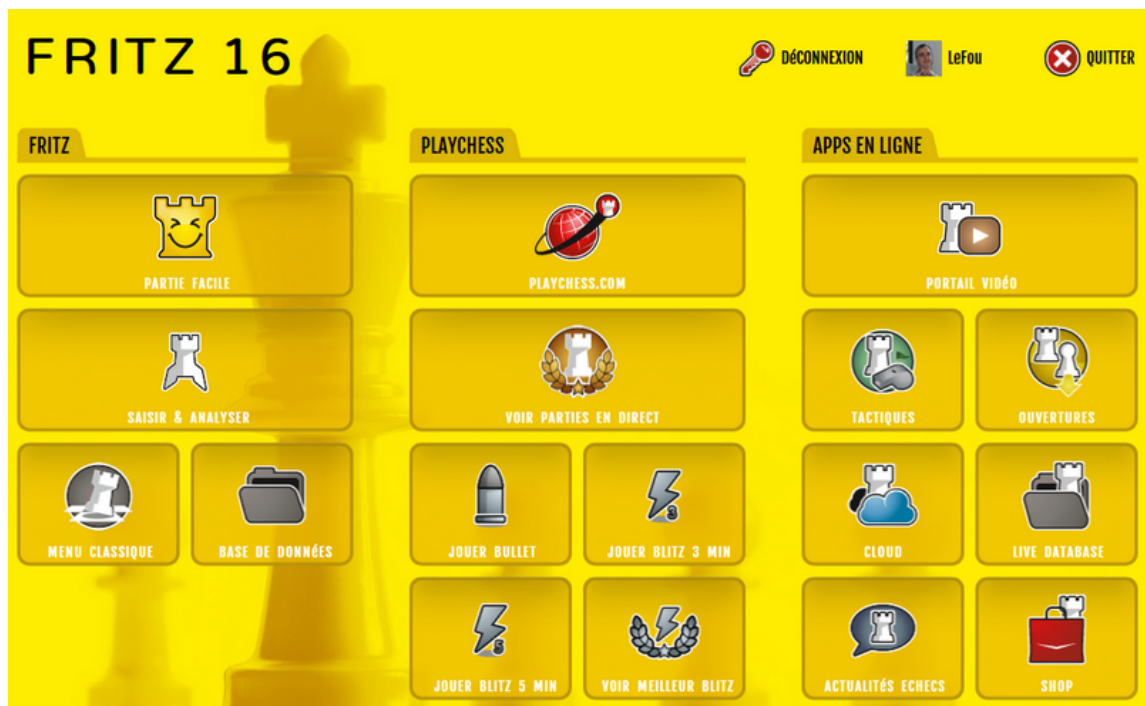 FRITZ 16
DéCONNEXION
LeFou
QUITTER
FRITZ
PARTIE FACILE
SAISIR & ANALYSER
MENU CLASSIQUE
BASE DE DONNéES
PLAYCHESS
PLAYCHESS.COM
VOIR PARTIES EN DIRECT
JOUER BULLET
3
JOUER BLITZ 3 MIN
5
JOUER BLITZ 5 MIN
VOIR MEILLEUR BLITZ
APPS EN LIGNE
PORTAIL VIDéO
TACTIQUES
OUVERTURES
CLOUD
LIVE DATABASE
ACTUALITéS ECHECS
SHOP